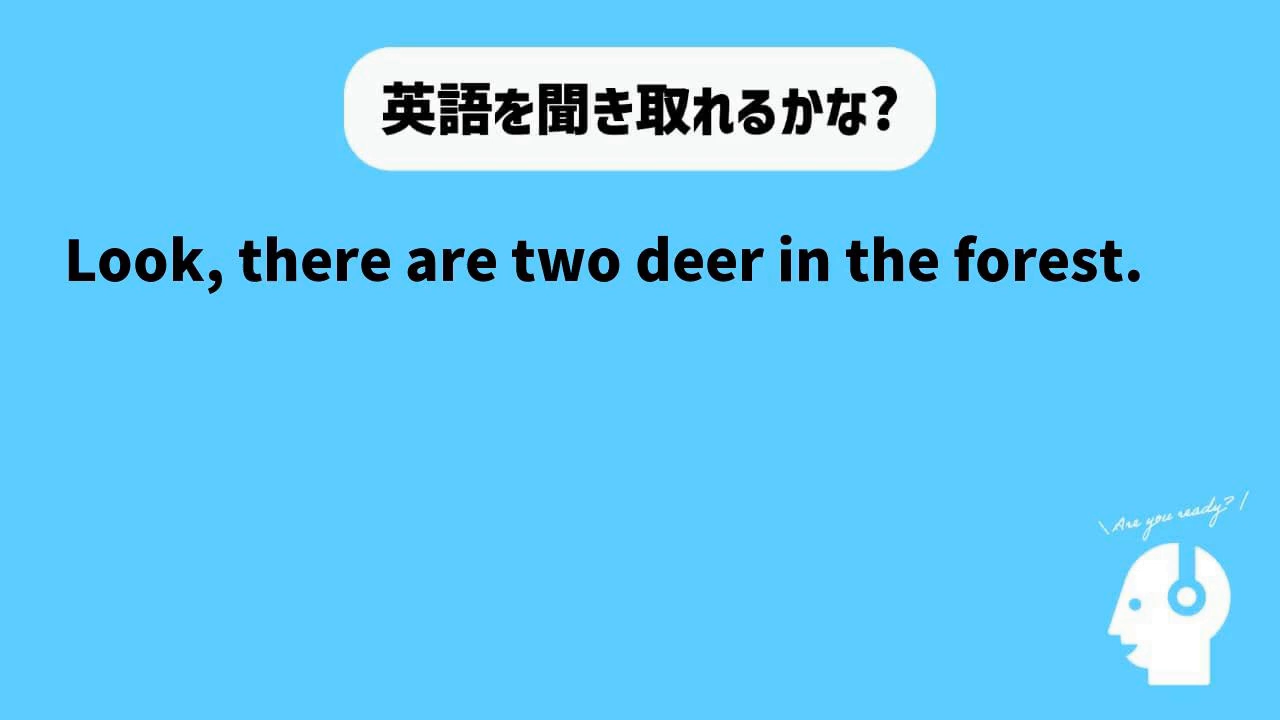 英語を聞き取れるかな?
Look, there are two deer in the forest.
\ Are you ready? /